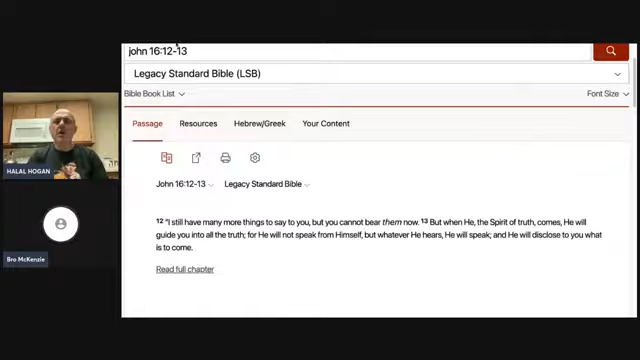 john 16:12-13
Legacy Standard Bible (LSB)
Bible Book List
Font Size
Passage
Resources
Hebrew/Greek
Your Content
John 16:12-13
Legacy Standard Bible
12 "I still have many more things to say to you, but you cannot bear them now. 13 But when He, the Spirit of truth, comes, He will
guide you into all the truth; for He will not speak from Himself, but whatever He hears, He will speak; and He will disclose to you what
is to come.
Read full chapter
HALAL HOGAN
Bro McKenzie